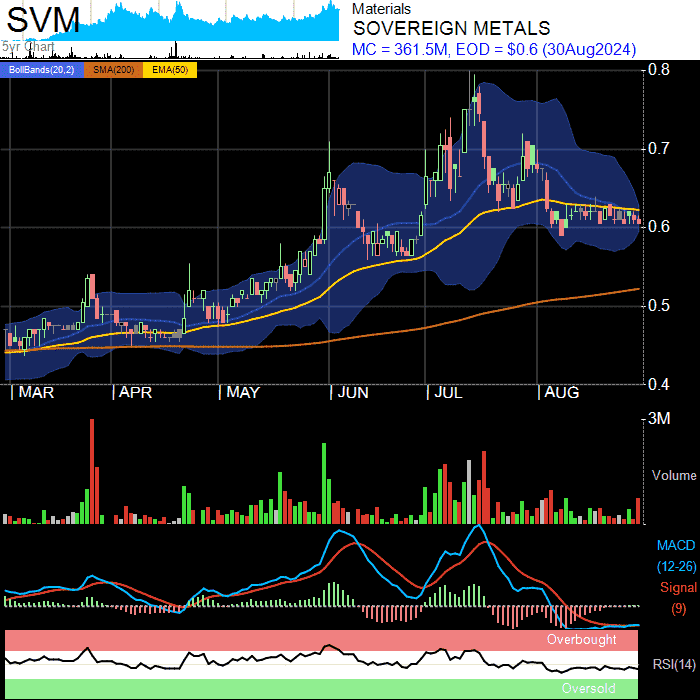 SVM
5yr Chart
Materials
SOVEREIGN METALS
MC = 361.5M, EOD = $0.6 (30Aug2024)
BollBands(20,2) SMA(200) EMA(50)
0.8
0.7
0.6
0.5
0.4
MAR APR MAY JUN JUL AUG
3M
Volume
MACD
(12-26)
Signal
(9)
Overbought
RSI(14)
Oversold